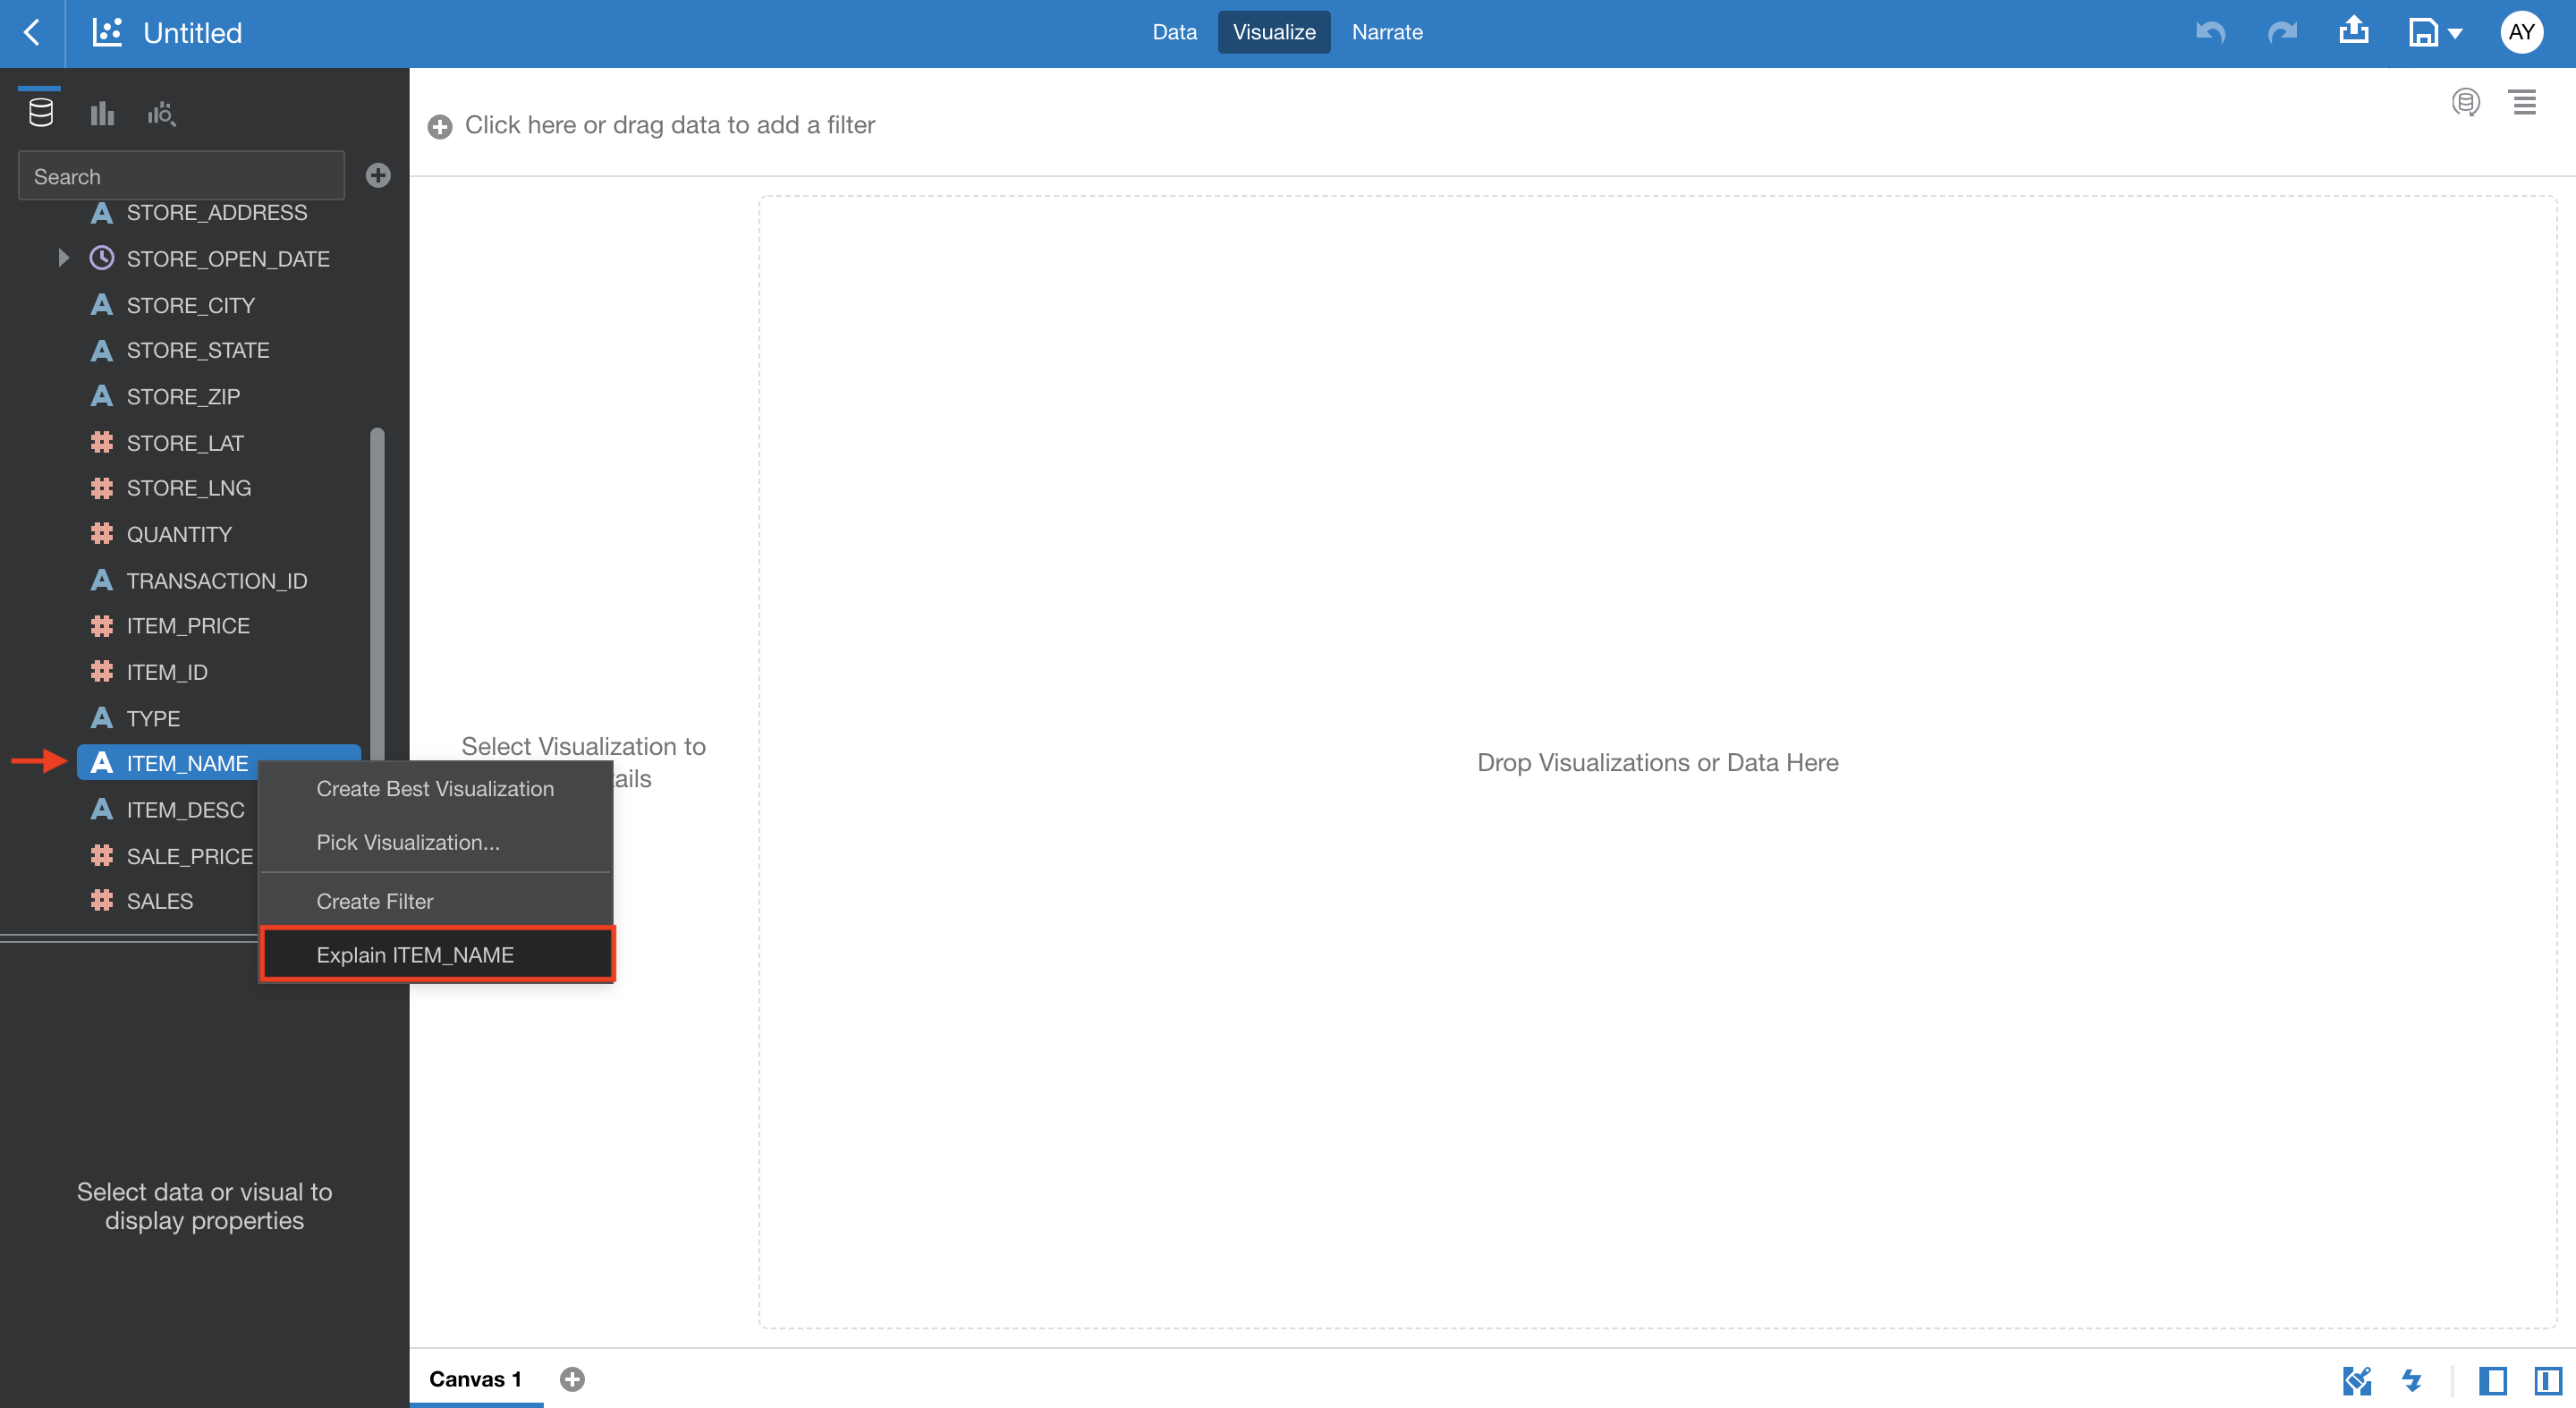 Untitled
Data
Visualize
Narrate
AY
Search
Click here or drag data to add a filter
STORE_ADDRESS
STORE_OPEN_DATE
STORE_CITY
STORE_STATE
STORE_ZIP
STORE_LAT
STORE_LNG
QUANTITY
TRANSACTION_ID
ITEM_PRICE
ITEM_ID
TYPE
ITEM_NAME
ITEM_DESC
SALE_PRICE
SALES
Create Best Visualization
Pick Visualization...
Create Filter
Explain ITEM_NAME
Select Visualization to
Drop Visualizations or Data Here
Select data or visual to
display properties
Canvas 1